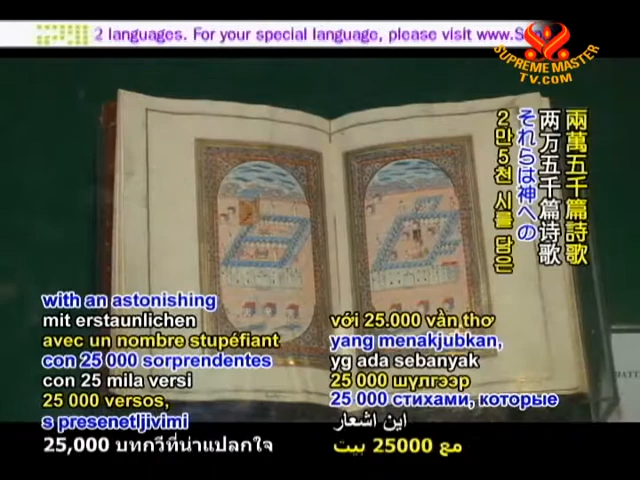 2 languages. For your special language, please visit www.S
SUPREME MASTER
TV.COM
兩萬五千篇詩歌
两万五千篇诗歌
それらは神への
2만5천 시를 담은
with an astonishing
mit erstaunlichen
avec un nombre stupéfiant
con 25 000 sorprendentes
con 25 mila versi
25 000 versos,
s presenetljivimi
25,000 บทกวีที่น่าแปลกใจ
với 25.000 vần thơ
yang menakjubkan,
yg ada sebanyak
25 000 шүлгээр
25 000 стихами, которые
این اشعار
مع 25000 بيت